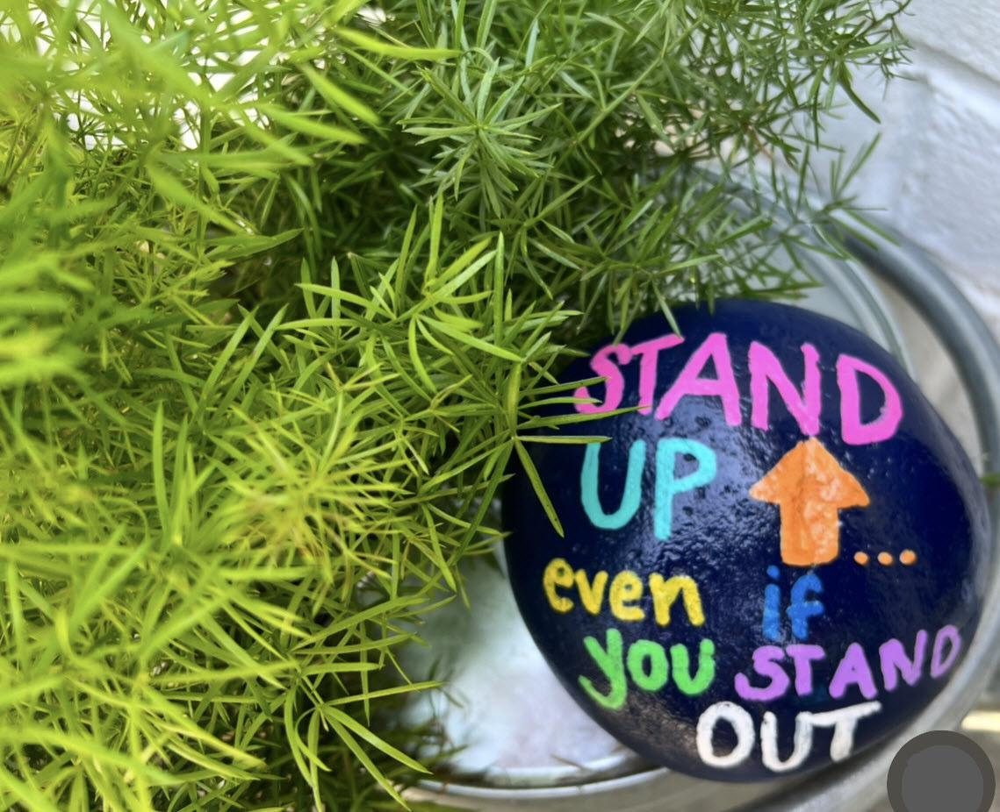 STAND
UP ...
even if
you STAND
OUT